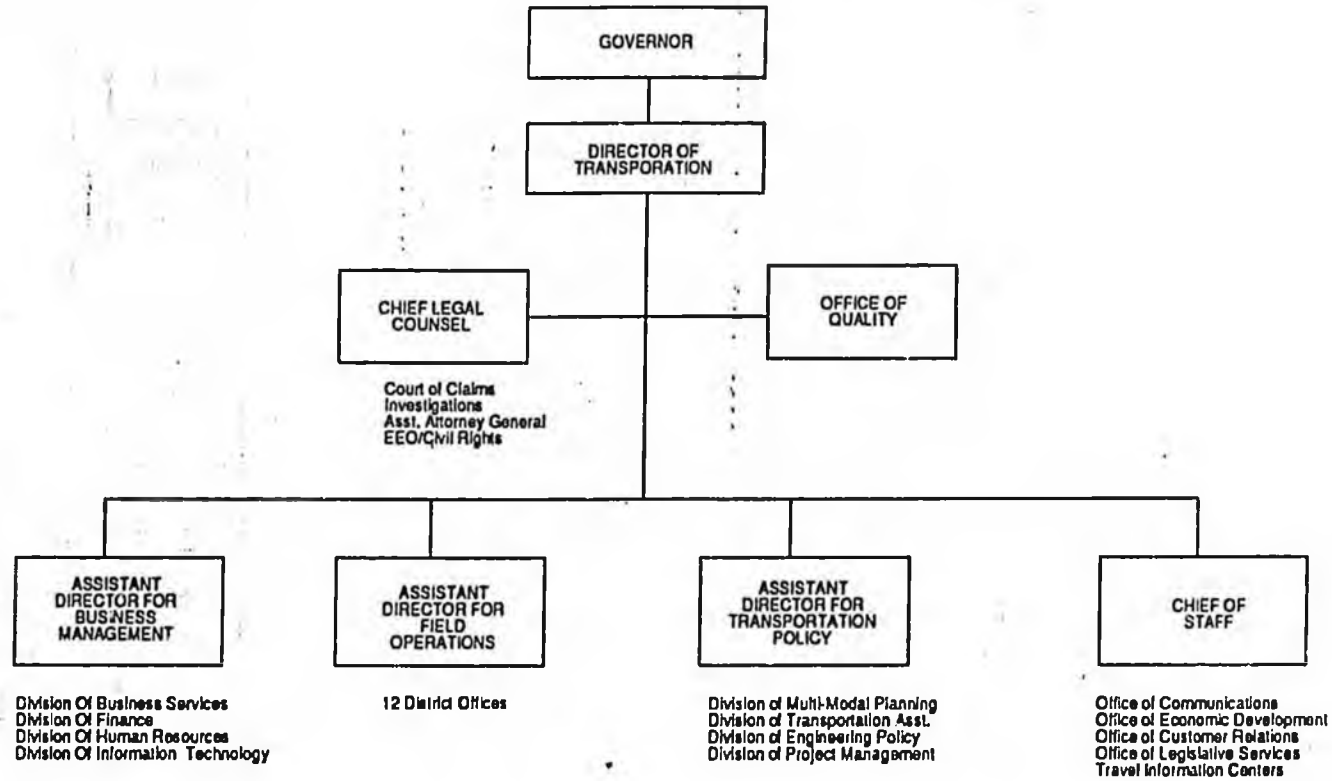 GOVERNOR
DIRECTOR OF
TRANSPORATION
CHIEF LEGAL
COUNSEL
OFFICE OF
QUALITY
Court of Claims
Investigations
Asst. Attorney General
EEO/Civil Rights
ASSISTANT
DIRECTOR FOR
BUSINESS
MANAGEMENT
ASSISTANT
DIRECTOR FOR
FIELD
OPERATIONS
ASSISTANT
DIRECTOR FOR
TRANSPORTATION
POLICY
CHIEF OF
STAFF
Division Of Business Services
Division Of Finance
Division Of Human Resources
Division Of Information Technology
12 District Offices
Division of Multi-Modal Planning
Division of Transportation Asst.
Division of Engineering Policy
Division of Project Management
Office of Communications
Office of Economic Development
Office of Customer Relations
Office of Legislative Services
Travel Information Centers